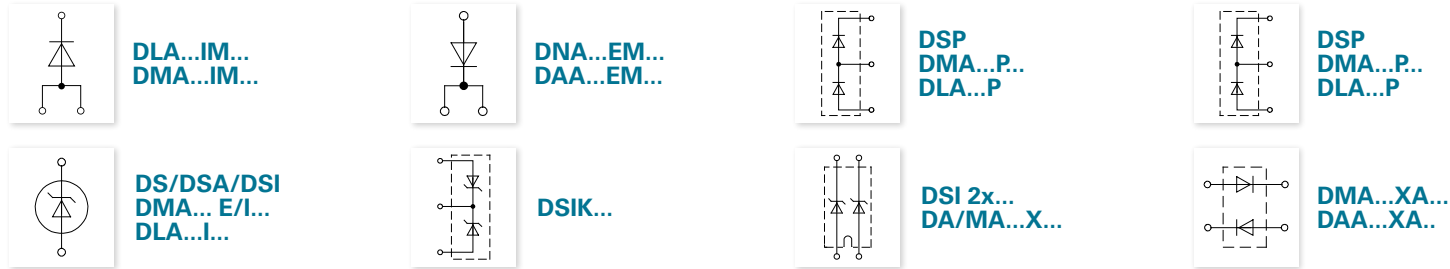 DLA...IM...
DMA...IM...
DNA...EM...
DAA...EM...
DSP
DMA...P...
DLA...P
DSP
DMA...P...
DLA...P
DS/DSA/DSI
DMA... E/I...
DLA...I...
DSIK...
DSI 2x...
DA/MA...X...
DMA...XA...
DAA...XA..